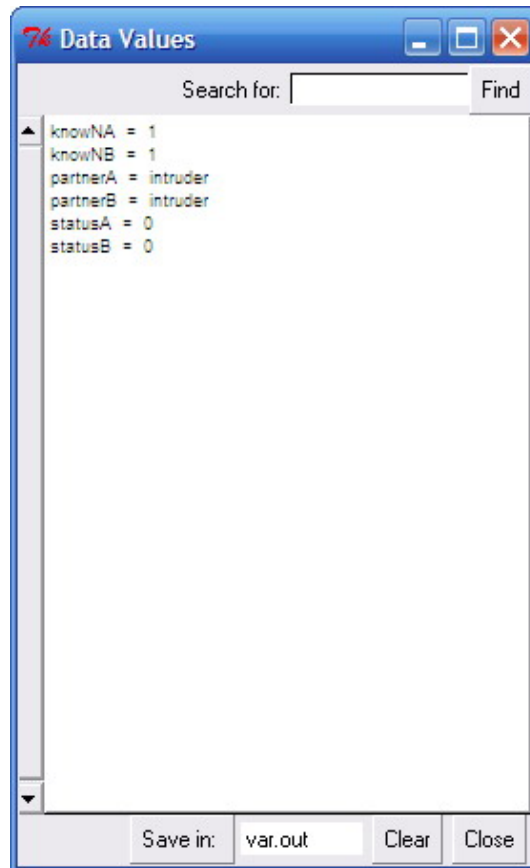 Data Values
Search for: Find
knowNA = 1
knowNB = 1
partnerA = intruder
partnerB = intruder
statusA = 0
statusB = 0
Save in: var.out Clear Close